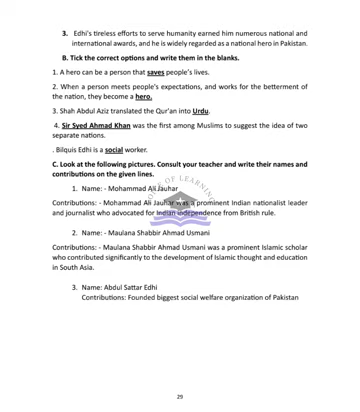 3. Edhi's tireless efforts to serve humanity earned him numerous national and
international awards, and he is widely regarded as a national hero in Pakistan.
B. Tick the correct options and write them in the blanks.
1. A hero can be a person that saves people's lives.
2. When a person meets people's expectations, and works for the betterment of
the nation, they become a hero.
3. Shah Abdul Aziz translated the Qur'an into Urdu.
4. Sir Syed Ahmad Khan was the first among Muslims to suggest the idea of two
separate nations.
. Bilquis Edhi is a social worker.
C. Look at the following pictures. Consult your teacher and write their names and
contributions on the given lines.
1. Name: - Mohammad Ali Jauhar
Contributions: - Mohammad Ali Jauhar was a prominent Indian nationalist leader
and journalist who advocated for Indian independence from British rule.
2. Name: - Maulana Shabbir Ahmad Usmani
Contributions: - Maulana Shabbir Ahmad Usmani was a prominent Islamic scholar
who contributed significantly to the development of Islamic thought and education
in South Asia.
3. Name: Abdul Sattar Edhi
Contributions: Founded biggest social welfare organization of Pakistan
29